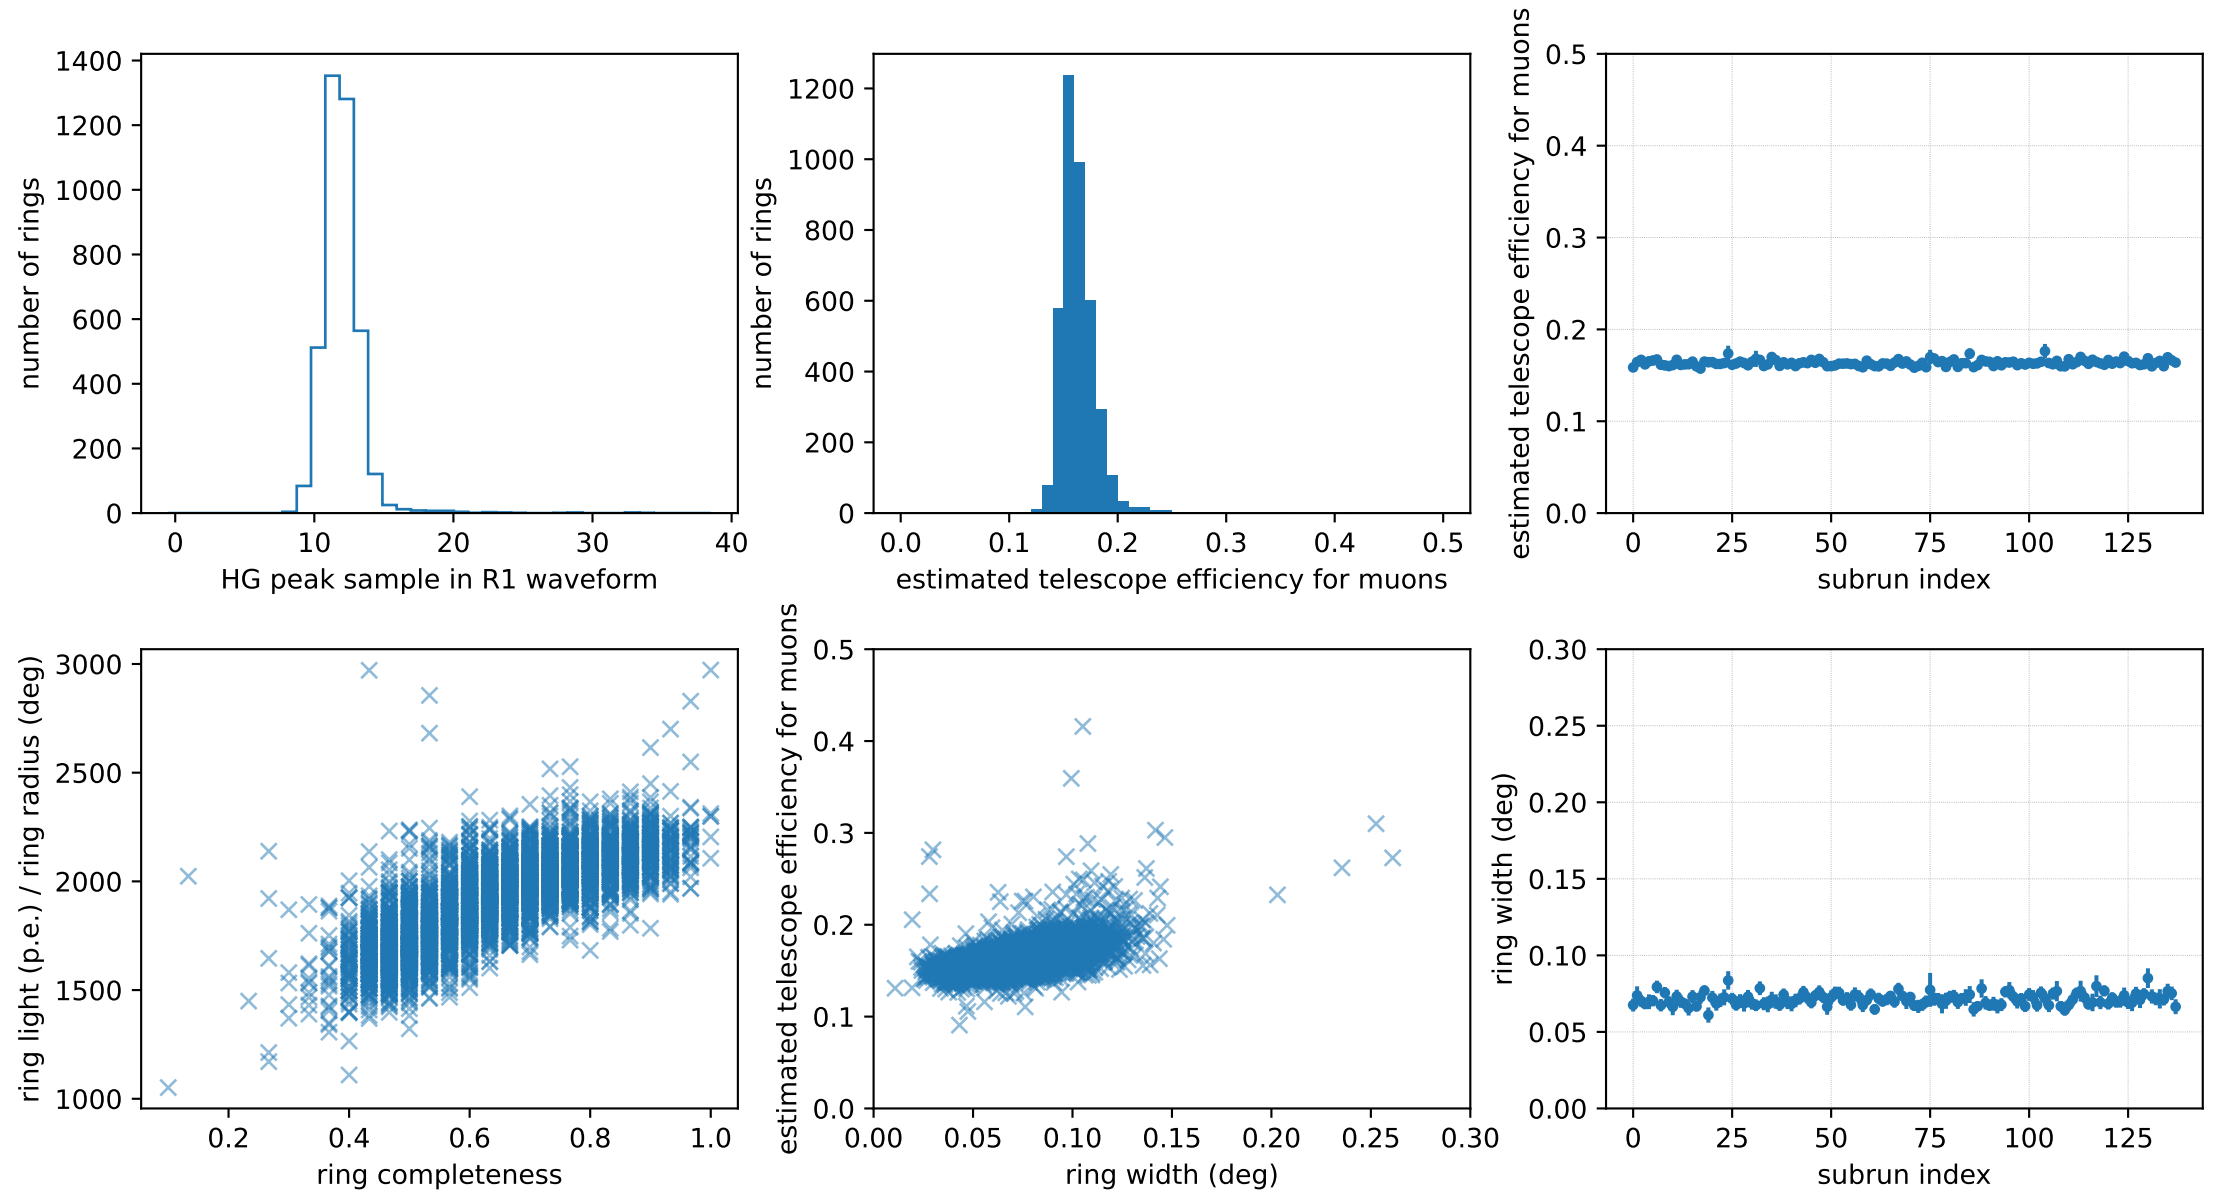 1400
1200
1000
800
600
400
200
0
number of rings
0 10 20 30 40
HG peak sample in R1 waveform
1200
1000
800
600
400
200
0
number of rings
0.0 0.1 0.2 0.3 0.4 0.5
estimated telescope efficiency for muons
0.5
0.4
0.3
0.2
0.1
0.0
estimated telescope efficiency for muons
0 25 50 75 100 125
subrun index
3000
2500
2000
1500
1000
ring light (p.e.) / ring radius (deg)
0.2 0.4 0.6 0.8 1.0
ring completeness
0.5
0.4
0.3
0.2
0.1
0.0
estimated telescope efficiency for muons
0.00 0.05 0.10 0.15 0.20 0.25 0.30
ring width (deg)
0.30
0.25
0.20
0.15
0.10
0.05
0.00
ring width (deg)
0 25 50 75 100 125
subrun index